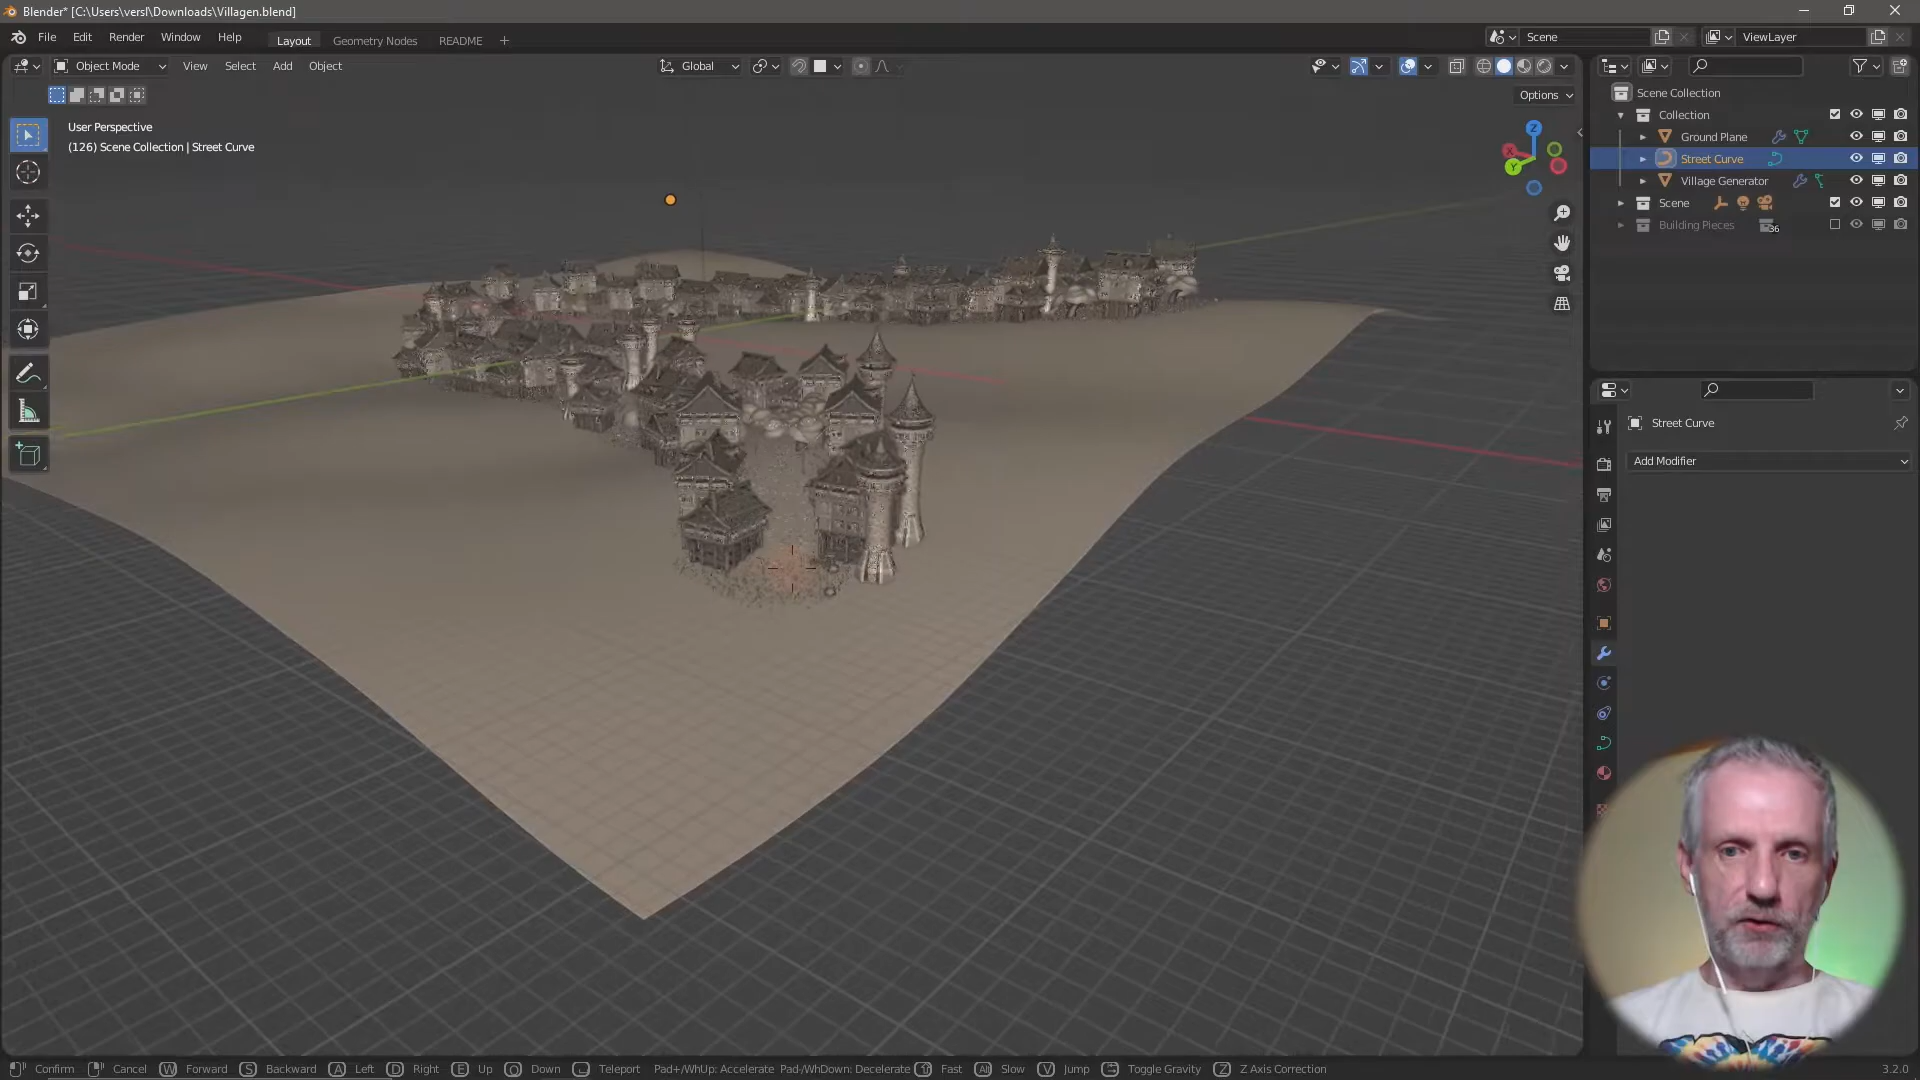 Blender* [C:\Users\versl\Downloads\Villagen.blend]
File Edit Render Window Help Layout Geometry Nodes README + Scene ViewLayer
Object Mode View Select Add Object Global
Options
User Perspective
(126) Scene Collection | Street Curve
Z
X
Y
Scene Collection
Collection
Ground Plane
Street Curve
Village Generator
Scene
Building Pieces 36
Street Curve
Add Modifier
Confirm Cancel W Forward S Backward A Left D Right E Up Q Down Teleport Pad+/WhUp: Accelerate Pad-/WhDown: Decelerate Fast Alt Slow V Jump Toggle Gravity Z Z Axis Correction 3.2.0